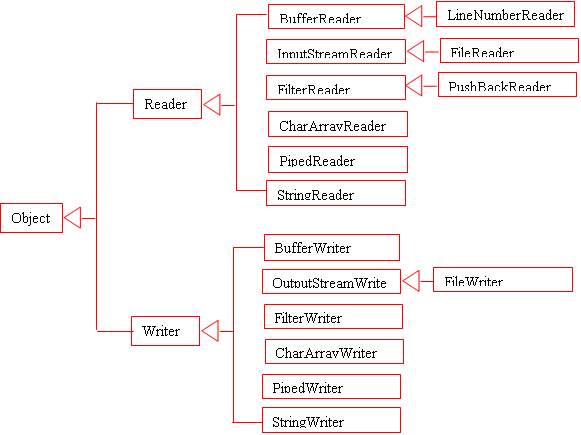 BufferReader
LineNumberReader
InputStreamReader
FileReader
Reader
FilterReader
PushBackReader
CharArrayReader
PipedReader
StringReader
Object
BufferWriter
OutputStreamWrite
FileWriter
Writer
FilterWriter
CharArrayWriter
PipedWriter
StringWriter